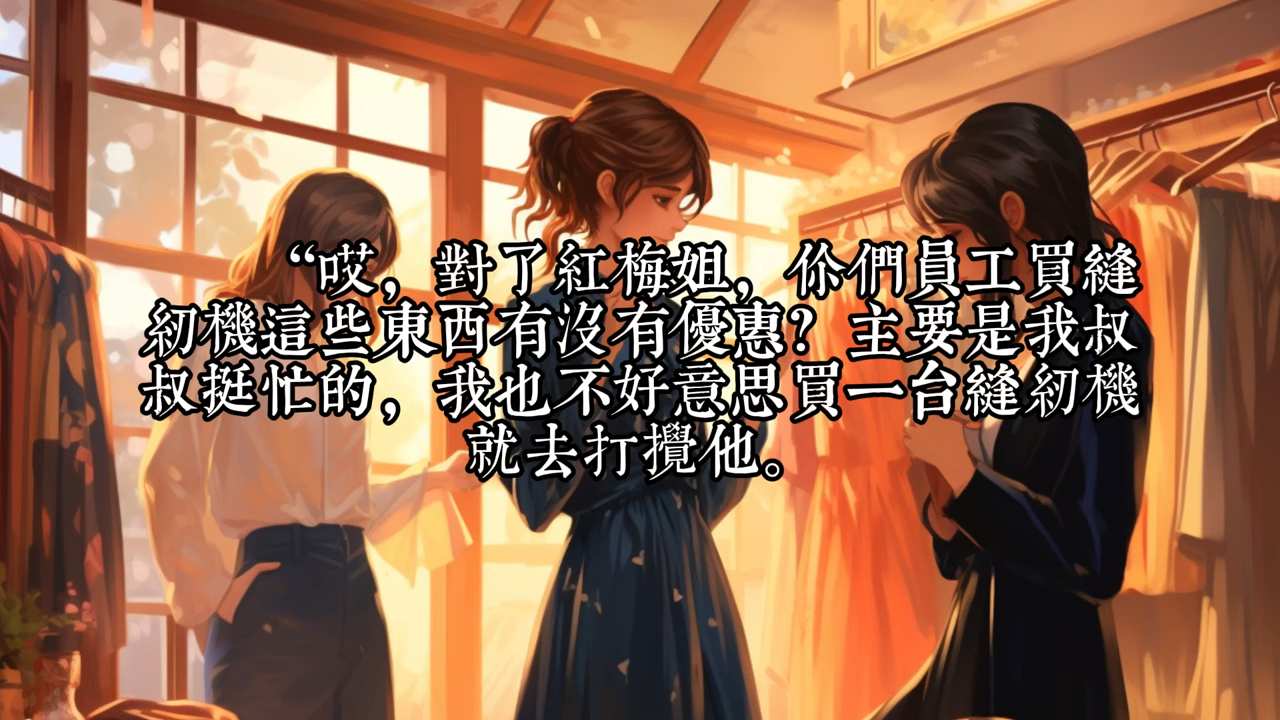 “哎，對了紅梅姐，你們員工買縫
紉機這些東西有沒有優惠？主要是我叔
叔挺忙的，我也不好意思買一台縫紉機
就去打攪他。